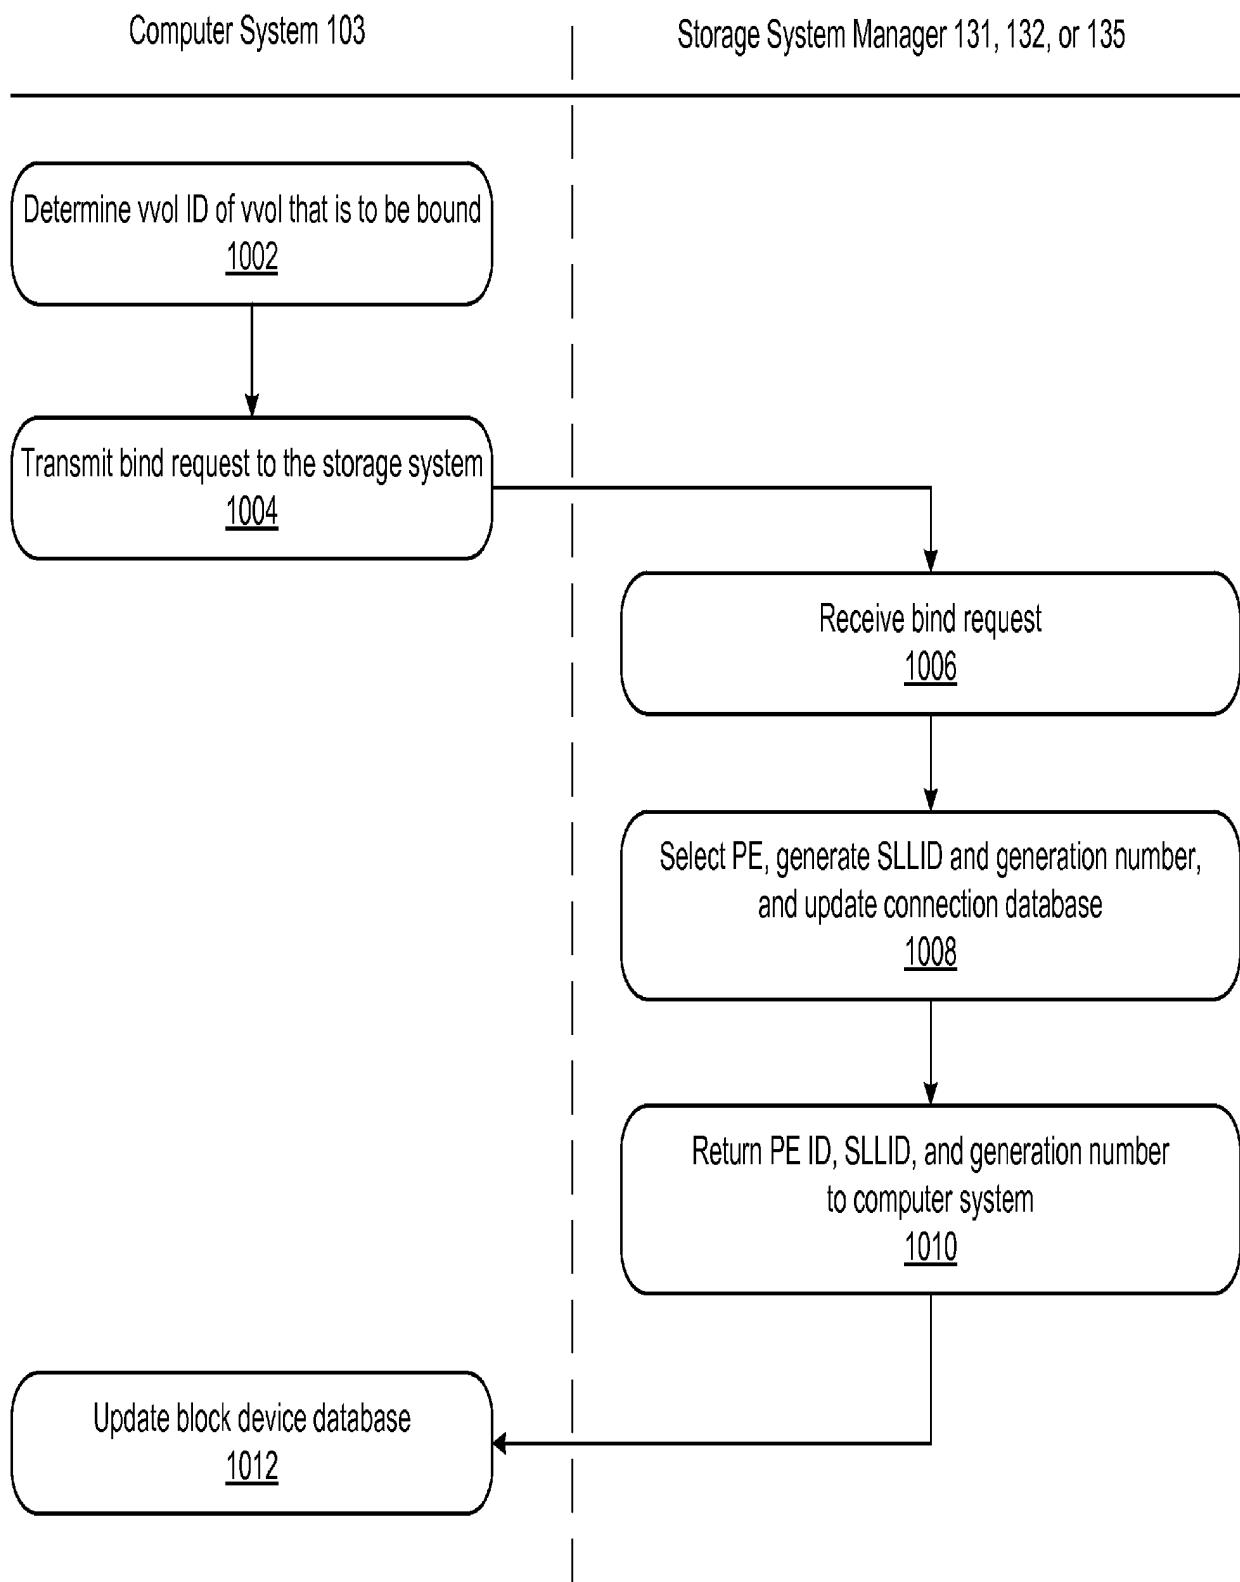 Computer System 103
Storage System Manager 131, 132, or 135
Determine vvol ID of vvol that is to be bound
1002
Transmit bind request to the storage system
1004
Receive bind request
1006
Select PE, generate SLLID and generation number,
and update connection database
1008
Return PE ID, SLLID, and generation number
to computer system
1010
Update block device database
1012